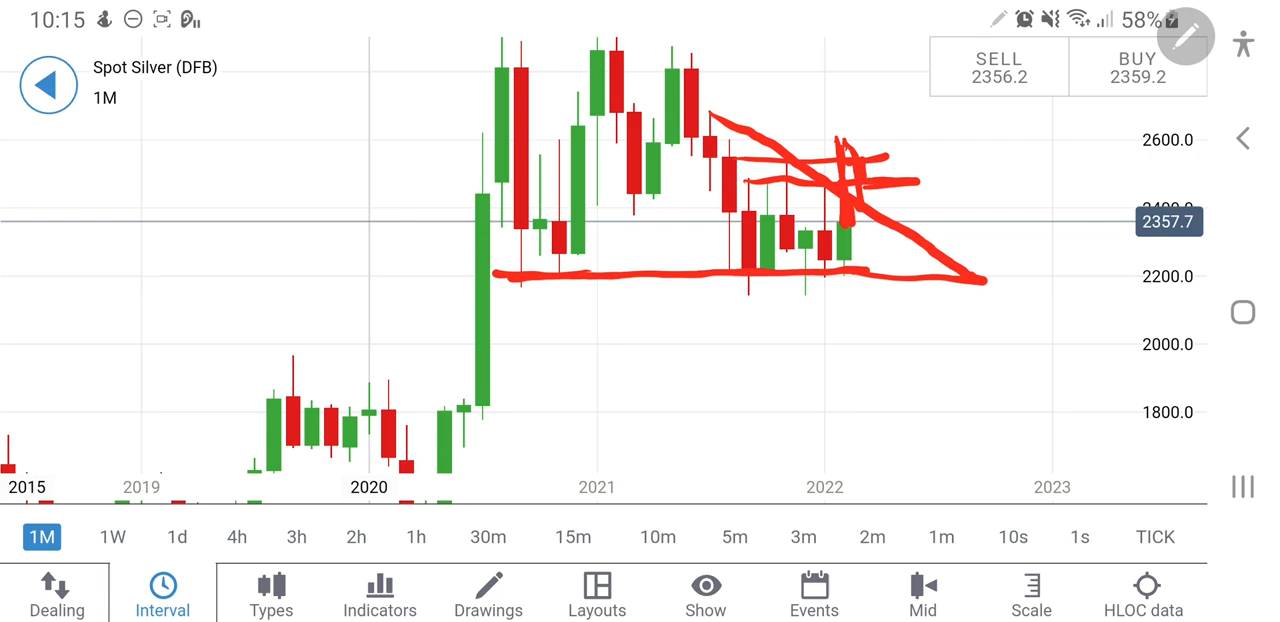 10:15 58%
Spot Silver (DFB)
1M
SELL BUY
2356.2 2359.2
2600.0
2400.0
2357.7
2200.0
2000.0
1800.0
2015 2019 2020 2021 2022 2023
1M 1W 1d 4h 3h 2h 1h 30m 15m 10m 5m 3m 2m 1m 10s 1s TICK
Dealing Interval Types Indicators Drawings Layouts Show Events Mid Scale HLOC data